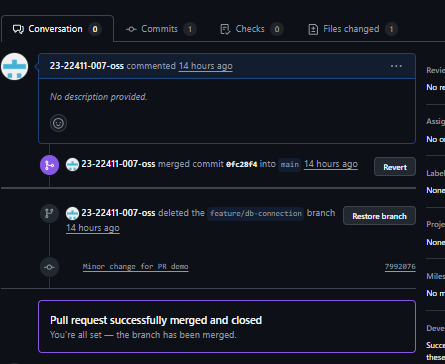 Conversation 0 Commits 1 Checks 0 Files changed 1
23-22411-007-oss commented 14 hours ago ...
No description provided.
23-22411-007-oss merged commit 0fc28f4 into main 14 hours ago Revert
23-22411-007-oss deleted the feature/db-connection branch Restore branch
14 hours ago
Minor change for PR demo 7992076
Pull request successfully merged and closed
You're all set — the branch has been merged.
Revie
No re
Assig
No o
Label
None
Proje
None
Miles
No m
Deve
Succe
these